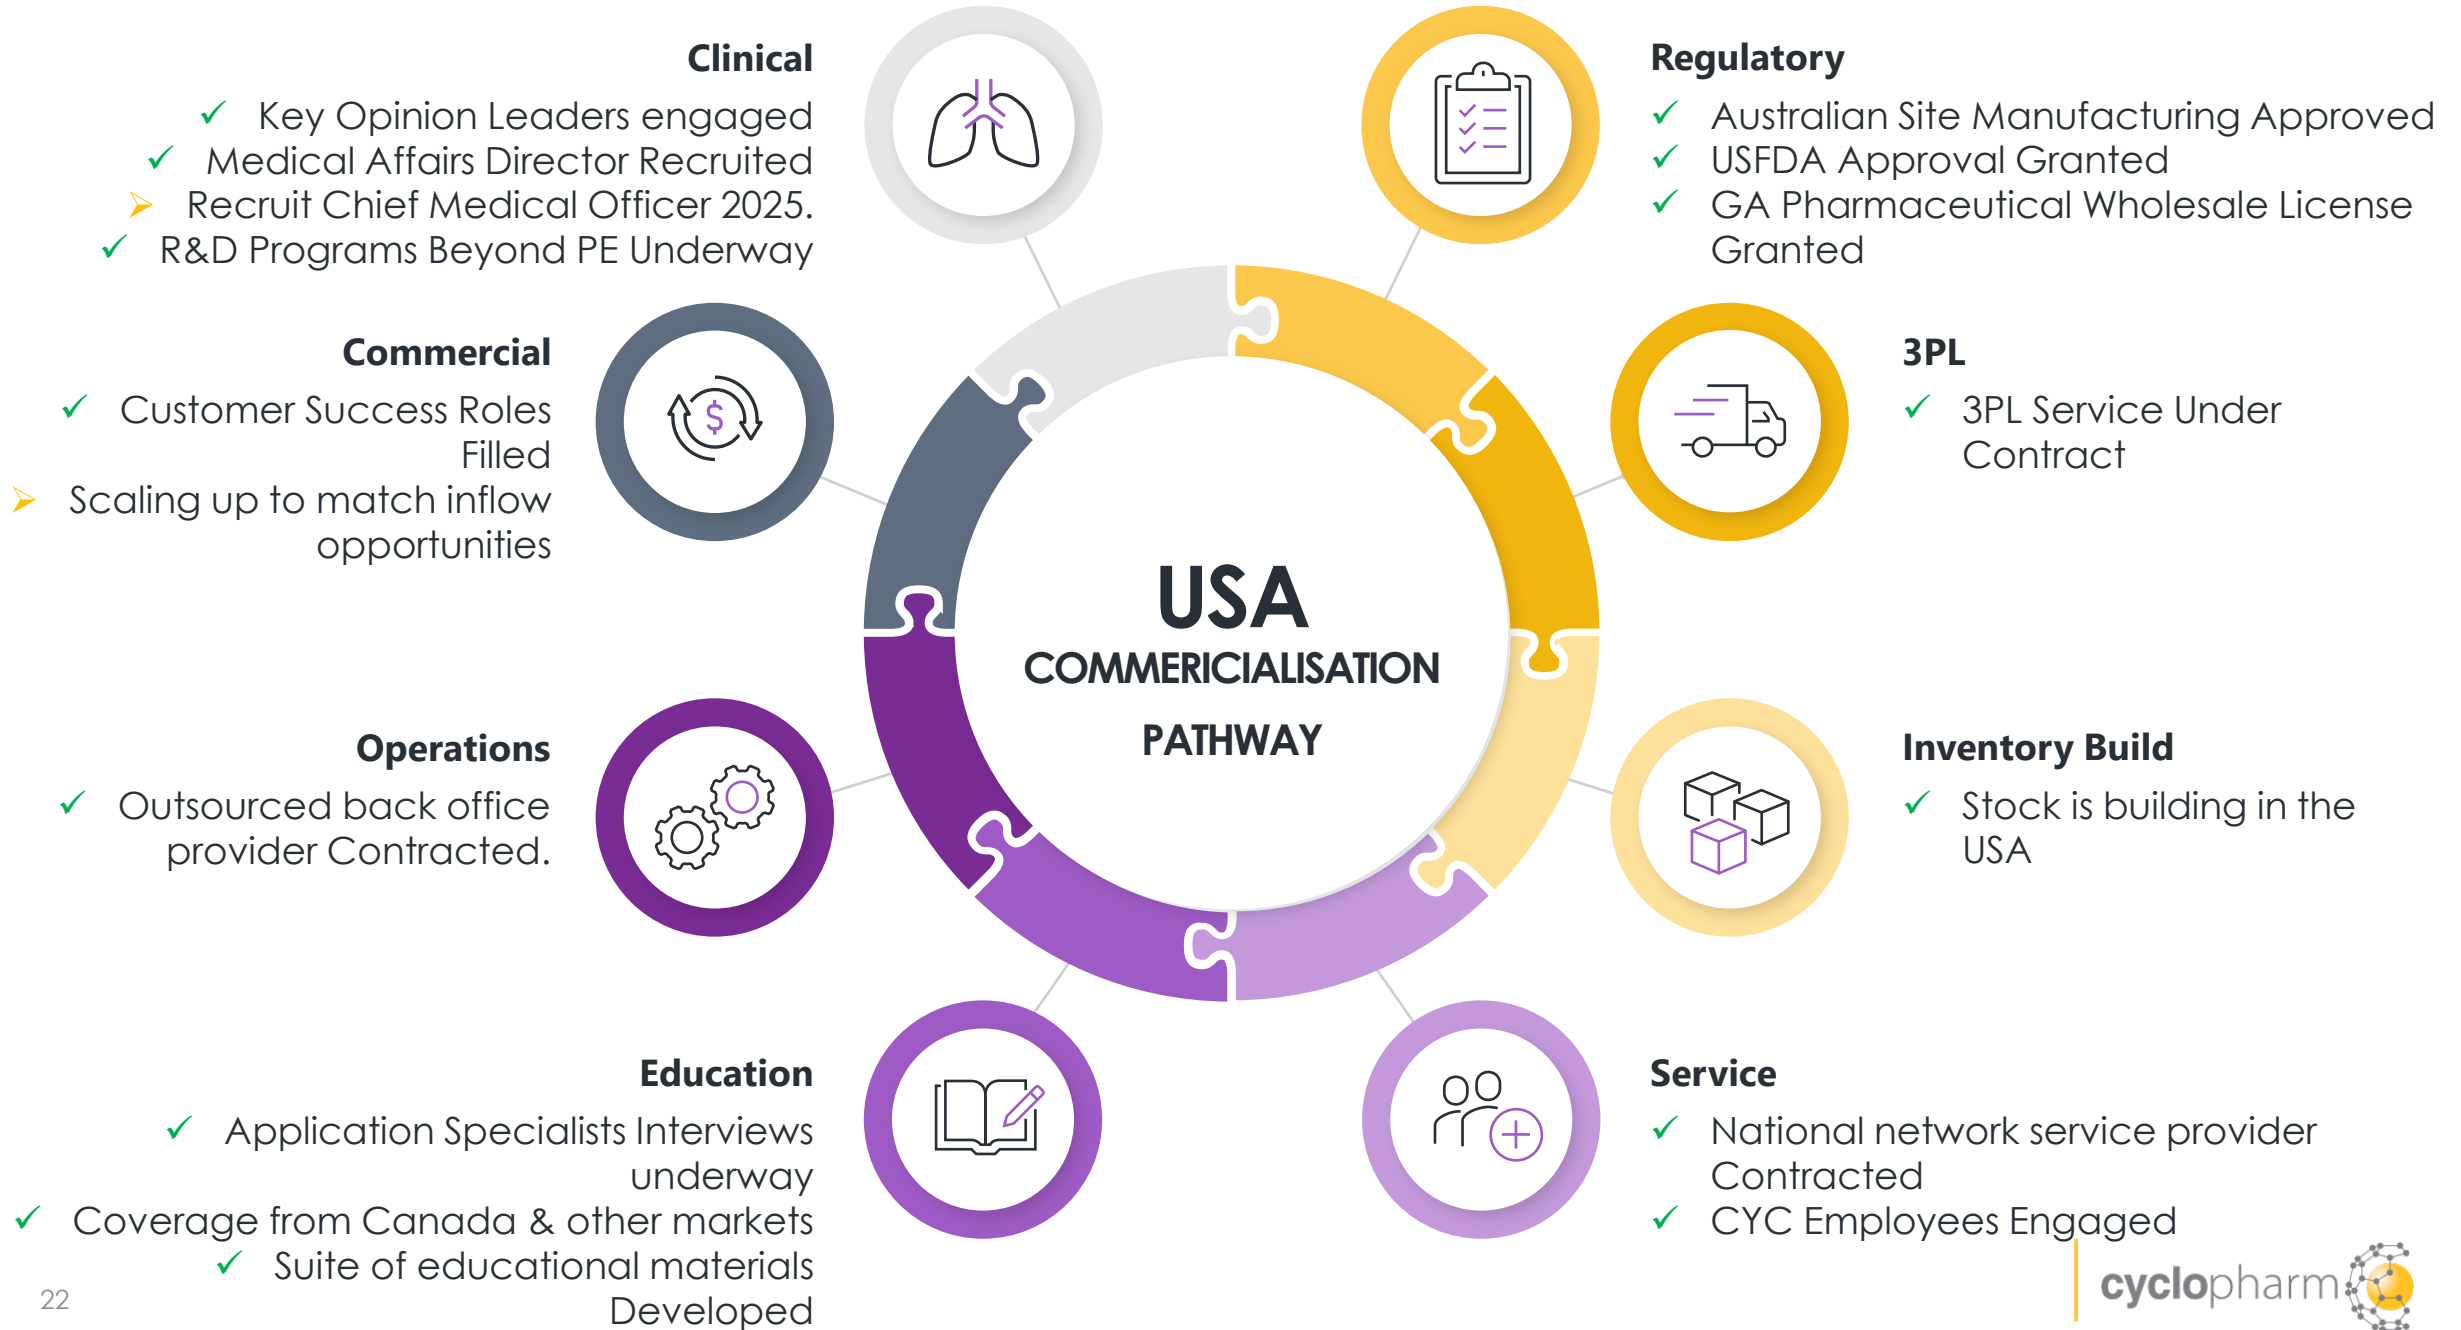 Clinical
Key Opinion Leaders engaged
Medical Affairs Director Recruited
Recruit Chief Medical Officer 2025.
R&D Programs Beyond PE Underway
Regulatory
Australian Site Manufacturing Approved
USFDA Approval Granted
GA Pharmaceutical Wholesale License
Granted
Commercial
Customer Success Roles
Filled
Scaling up to match inflow
opportunities
$
3PL
3PL Service Under
Contract
USA
COMMERICIALISATION
PATHWAY
Operations
Outsourced back office
provider Contracted.
Inventory Build
Stock is building in the
USA
Education
Application Specialists Interviews
underway
Coverage from Canada & other markets
Suite of educational materials
Developed
Service
National network service provider
Contracted
CYC Employees Engaged
22
cyclopharm